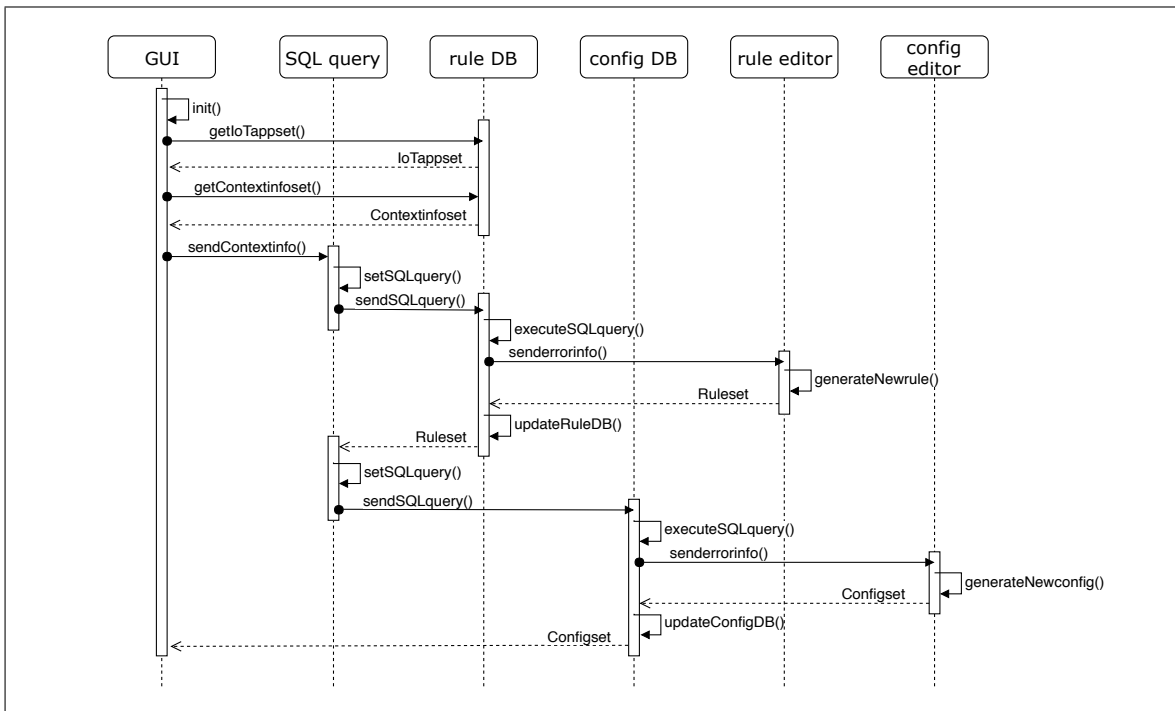 GUI
SQL query
rule DB
config DB
rule editor
config
editor
init()
getIoTappset()
IoTappset
getContextinfoset()
Contextinfoset
sendContextinfo()
setSQLquery()
sendSQLquery()
executeSQLquery()
senderrorinfo()
generateNewrule()
Ruleset
updateRuleDB()
Ruleset
setSQLquery()
sendSQLquery()
executeSQLquery()
senderrorinfo()
generateNewconfig()
Configset
updateConfigDB()
Configset